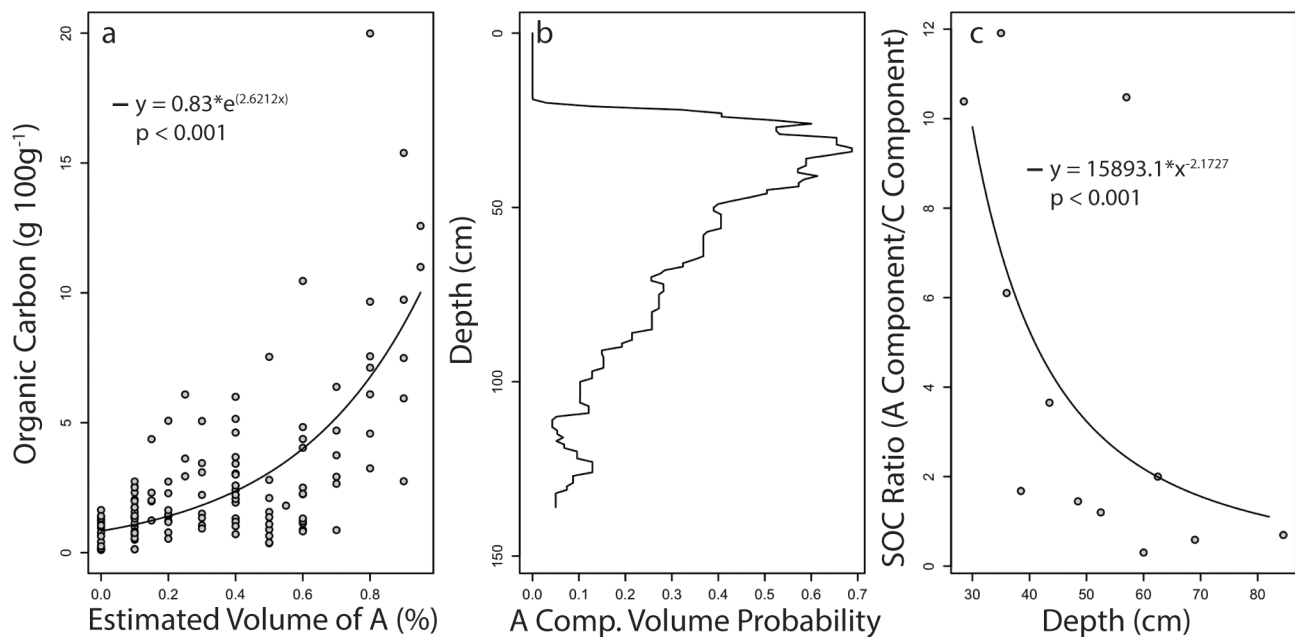 a
y = 0.83*e(2.6212x)
p < 0.001
Organic Carbon (g 100g-1)
20
15
10
5
0
0.0 0.2 0.4 0.6 0.8
Estimated Volume of A (%)
b
Depth (cm)
0
50
100
150
0.0 0.1 0.2 0.3 0.4 0.5 0.6 0.7
A Comp. Volume Probability
c
y = 15893.1*x-2.1727
p < 0.001
SOC Ratio (A Component/C Component)
12
10
8
6
4
2
0
30 40 50 60 70 80
Depth (cm)